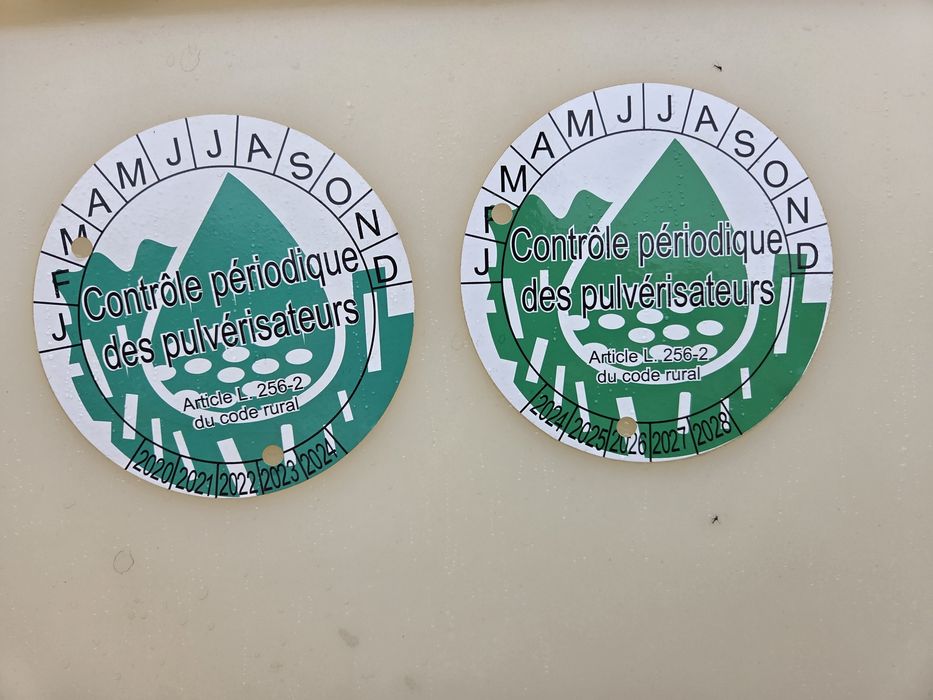 J F M A M J J A S O N D
Contrôle périodique
des pulvérisateurs
Article L. 256-2
du code rural
2020 2021 2022 2023 2024
J F M A M J J A S O N D
Contrôle périodique
des pulvérisateurs
Article L. 256-2
du code rural
2024 2025 2026 2027 2028